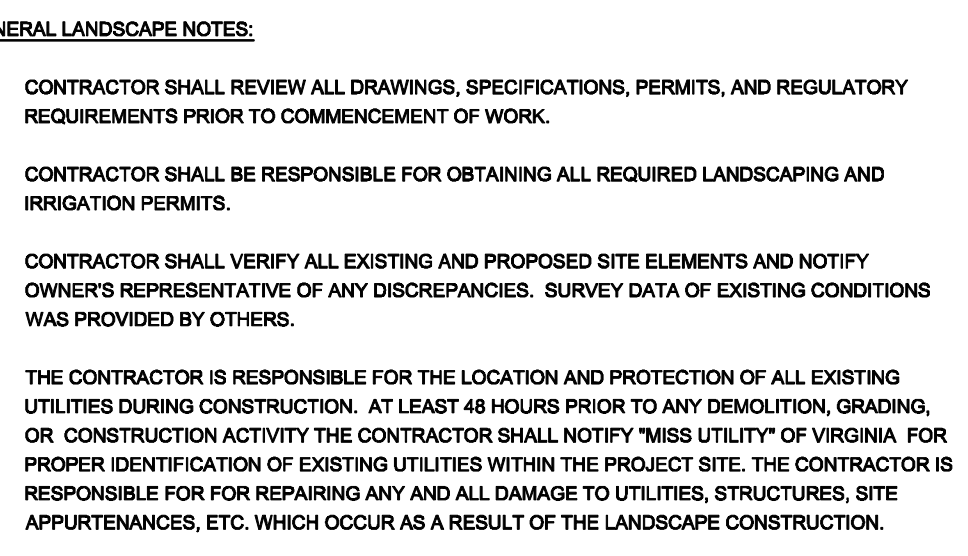 NERAL LANDSCAPE NOTES:
CONTRACTOR SHALL REVIEW ALL DRAWINGS, SPECIFICATIONS, PERMITS, AND REGULATORY
REQUIREMENTS PRIOR TO COMMENCEMENT OF WORK.
CONTRACTOR SHALL BE RESPONSIBLE FOR OBTAINING ALL REQUIRED LANDSCAPING AND
IRRIGATION PERMITS.
CONTRACTOR SHALL VERIFY ALL EXISTING AND PROPOSED SITE ELEMENTS AND NOTIFY
OWNER'S REPRESENTATIVE OF ANY DISCREPANCIES.  SURVEY DATA OF EXISTING CONDITIONS
WAS PROVIDED BY OTHERS.
THE CONTRACTOR IS RESPONSIBLE FOR THE LOCATION AND PROTECTION OF ALL EXISTING
UTILITIES DURING CONSTRUCTION.  AT LEAST 48 HOURS PRIOR TO ANY DEMOLITION, GRADING,
OR  CONSTRUCTION ACTIVITY THE CONTRACTOR SHALL NOTIFY "MISS UTILITY" OF VIRGINIA  FOR
PROPER IDENTIFICATION OF EXISTING UTILITIES WITHIN THE PROJECT SITE. THE CONTRACTOR IS
RESPONSIBLE FOR FOR REPAIRING ANY AND ALL DAMAGE TO UTILITIES, STRUCTURES, SITE
APPURTENANCES, ETC. WHICH OCCUR AS A RESULT OF THE LANDSCAPE CONSTRUCTION.